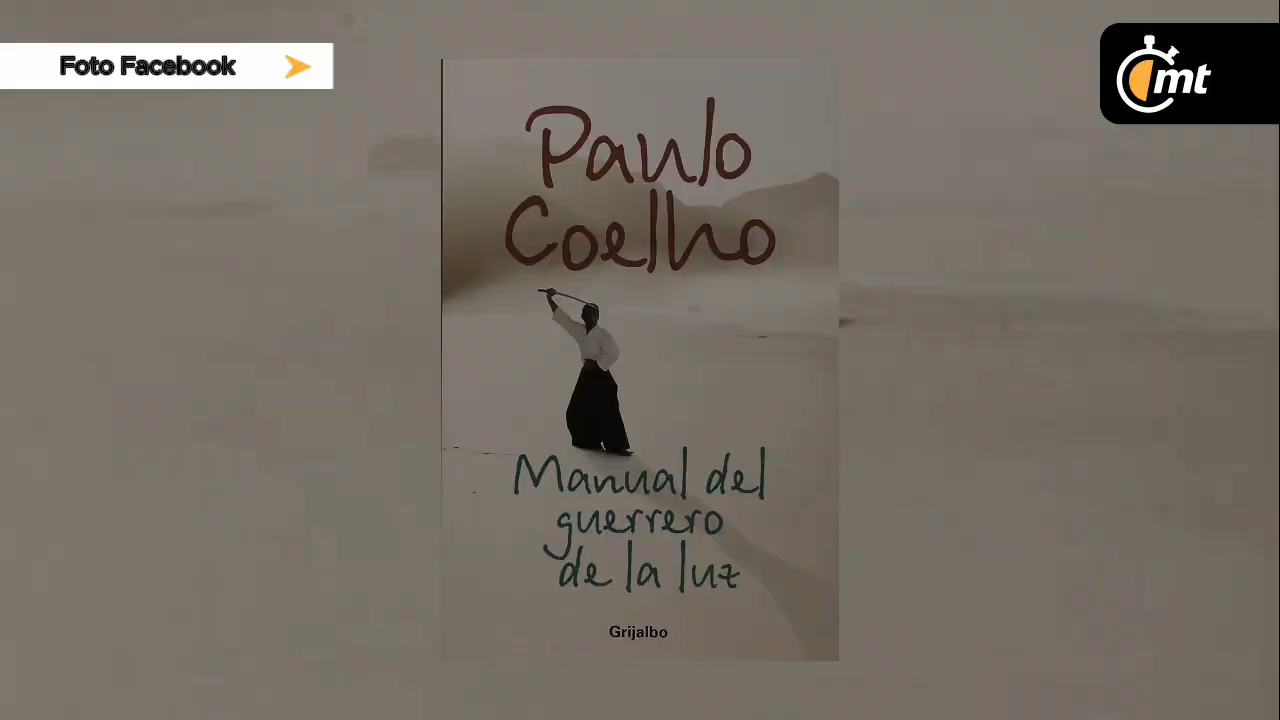 Foto Facebook
mt
Paulo
Coelho
Manual del
guerrero
de la luz
Grijalbo